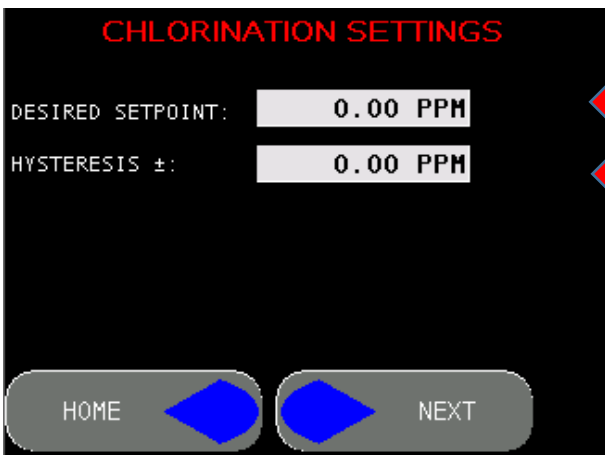 CHLORINATION SETTINGS
DESIRED SETPOINT: 0.00 PPM
HYSTERESIS ±: 0.00 PPM
HOME NEXT